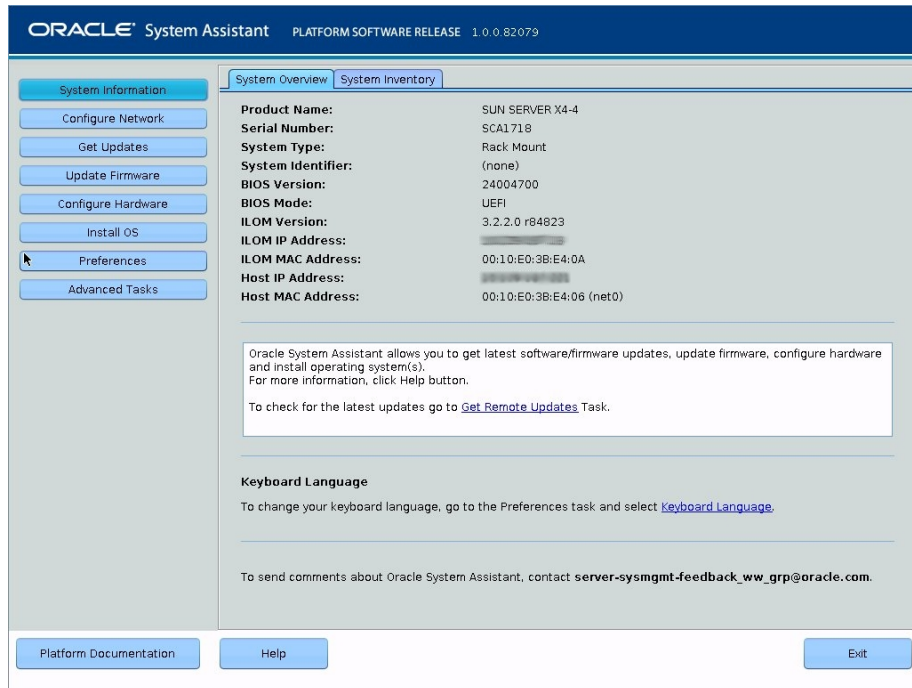 ORACLE System Assistant PLATFORM SOFTWARE RELEASE 1.0.0.82079
System Information
Configure Network
Get Updates
Update Firmware
Configure Hardware
Install OS
Preferences
Advanced Tasks
System Overview System Inventory
Product Name: SUN SERVER X4-4
Serial Number: SCA1718
System Type: Rack Mount
System Identifier: (none)
BIOS Version: 24004700
BIOS Mode: UEFI
ILOM Version: 3.2.2.0 r84823
ILOM IP Address:
ILOM MAC Address: 00:10:E0:3B:E4:0A
Host IP Address:
Host MAC Address: 00:10:E0:3B:E4:06 (net0)
Oracle System Assistant allows you to get latest software/firmware updates, update firmware, configure hardware
and install operating system(s).
For more information, click Help button.
To check for the latest updates go to Get Remote Updates Task.
Keyboard Language
To change your keyboard language, go to the Preferences task and select Keyboard Language.
To send comments about Oracle System Assistant, contact server-sysmgmt-feedback_ww_grp@oracle.com.
Platform Documentation
Help
Exit